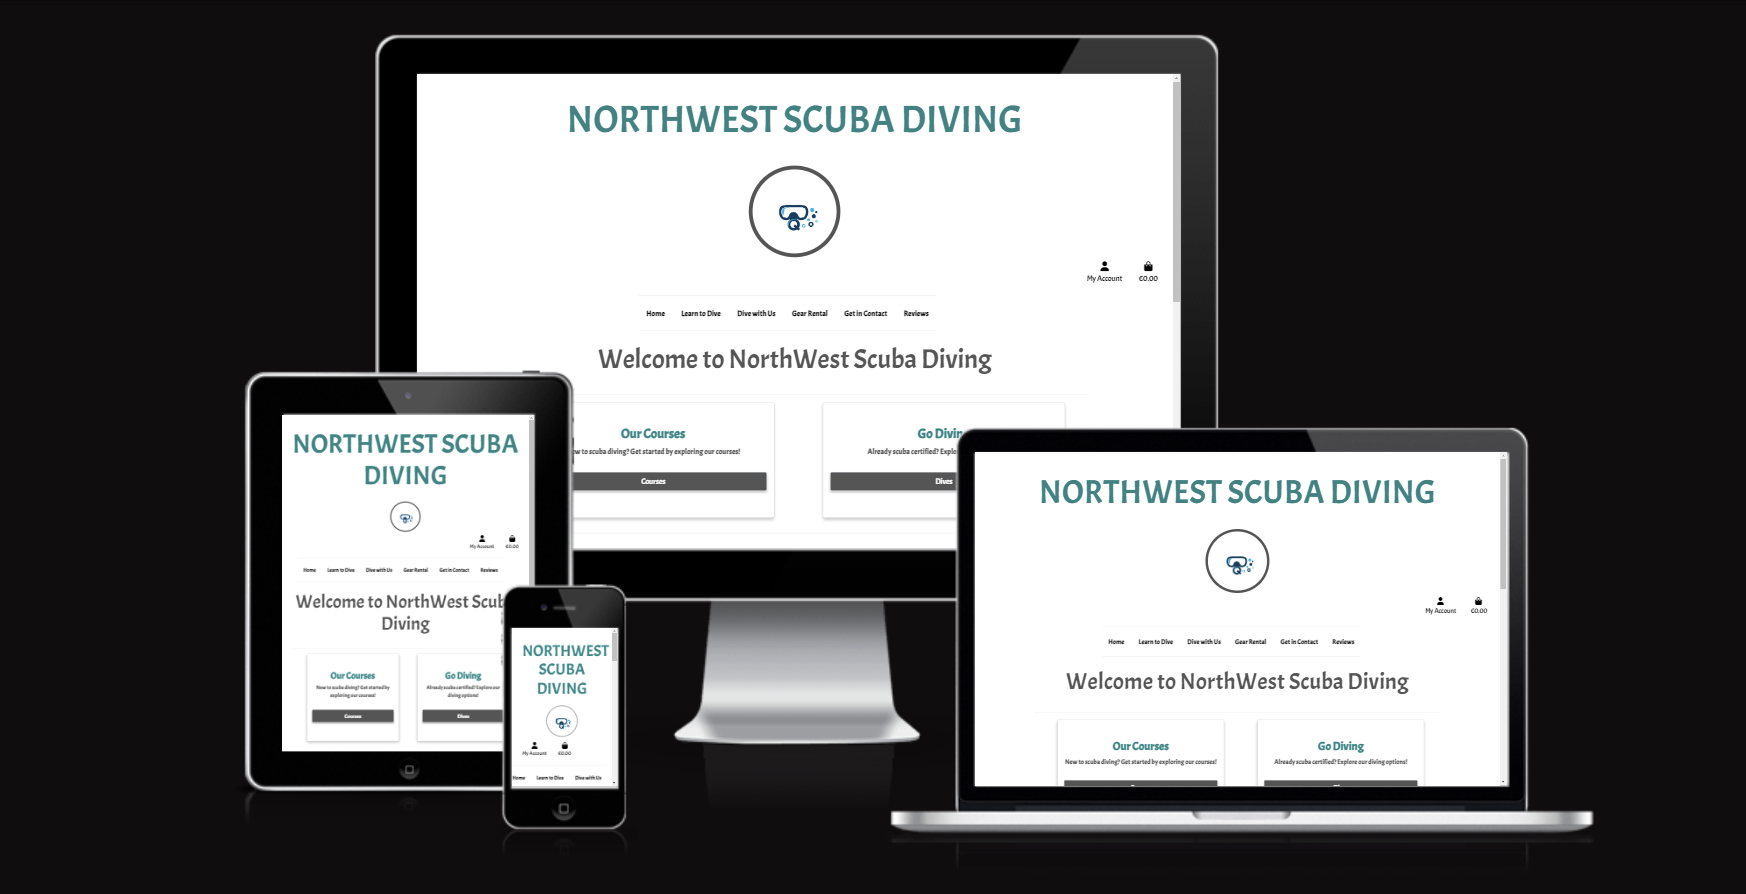 NORTHWEST SCUBA DIVING
My Account
€0.00
Home Learn to Dive Dive with Us Gear Rental Get in Contact Reviews
Welcome to NorthWest Scuba Diving
Our Courses
to scuba diving? Get started by exploring our courses!
Courses
Go Divin
Already scuba certified? Explo
Dives
NORTHWEST SCUBA
DIVING
My Account
€0.00
Home Learn to Dive Dive with Us Gear Rental Get in Contact Reviews
Welcome to NorthWest Scub
Diving
Our Courses
New to scuba diving? Get started by
exploring our courses!
Courses
Go Diving
Already scuba certified? Explore our
diving options!
Dives
NORTHWEST
SCUBA
DIVING
My Account
€0.00
Home Learn to Dive Dive with Us
NORTHWEST SCUBA DIVING
My Account
€0.00
Home Learn to Dive Dive with Us Gear Rental Get in Contact Reviews
Welcome to NorthWest Scuba Diving
Our Courses
New to scuba diving? Get started by exploring our courses!
Go Diving
Already scuba certified? Explore our diving options!